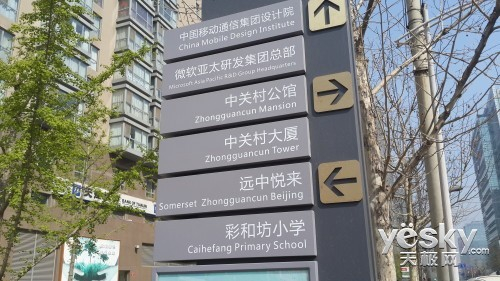 中国移动通信集团设计院
China Mobile Design Institute
微软亚太研发集团总部
Microsoft Asia Pacific R&D Group Headquarters
中关村公馆
Zhongguancun Mansion
中关村大厦
Zhongguancun Tower
远中悦来
Somerset Zhongguancun Beijing
彩和坊小学
Caihefang Primary School
yesky
天极网
.com.cn